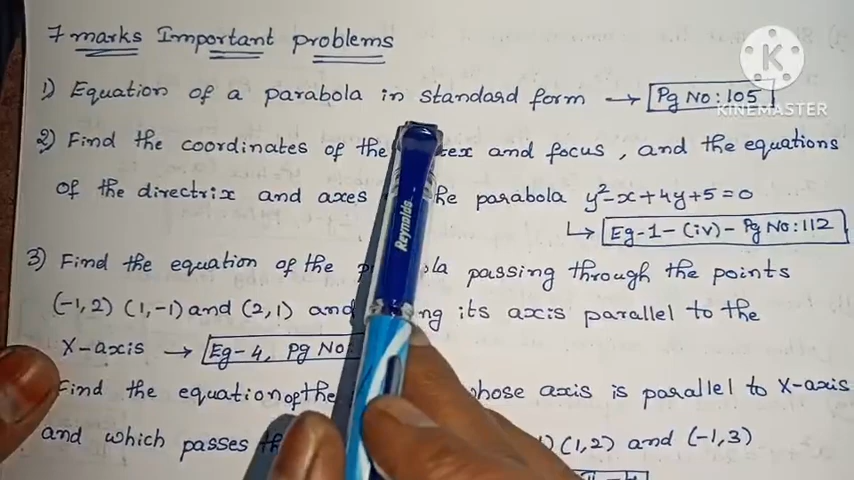 7 marks Important problems
1) Equation of a parabola in standard form → Pg No:105
2) Find the coordinates of the and focus, and the equations
of the directrix and axes the parabola y²-x+4y+5=0
Eg-1-(iv)-Pg No:112
3) Find the equation of the passing through the points
(-1,2) (1,-1) and (2,1) and its axis parallel to the
X-axis → Eg-4, Pg No:
Find the equation of the whose axis is parallel to X-axis
and which passes (1,2) and (-1,3)
K
KINEMASTER
Reynolds